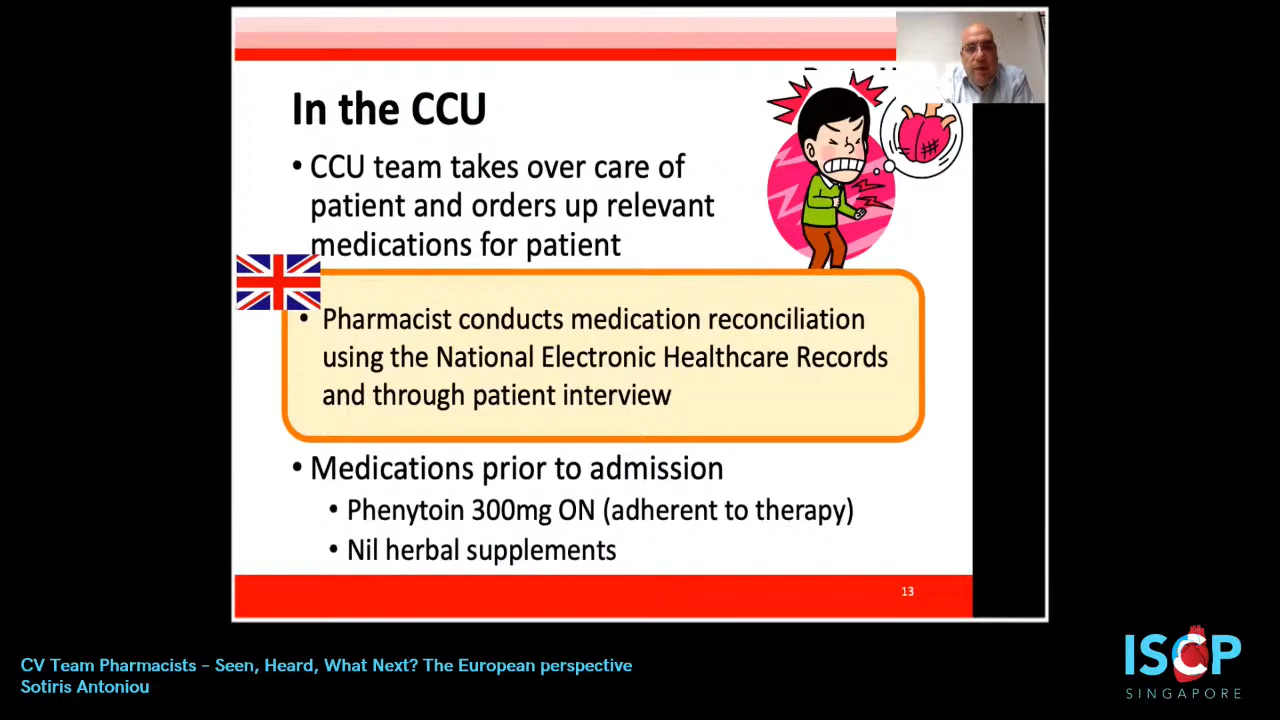 In the CCU
• CCU team takes over care of
patient and orders up relevant
medications for patient
• Pharmacist conducts medication reconciliation
using the National Electronic Healthcare Records
and through patient interview
• Medications prior to admission
• Phenytoin 300mg ON (adherent to therapy)
• Nil herbal supplements
13
CV Team Pharmacists – Seen, Heard, What Next? The European perspective
Sotiris Antoniou
ISCP
SINGAPORE